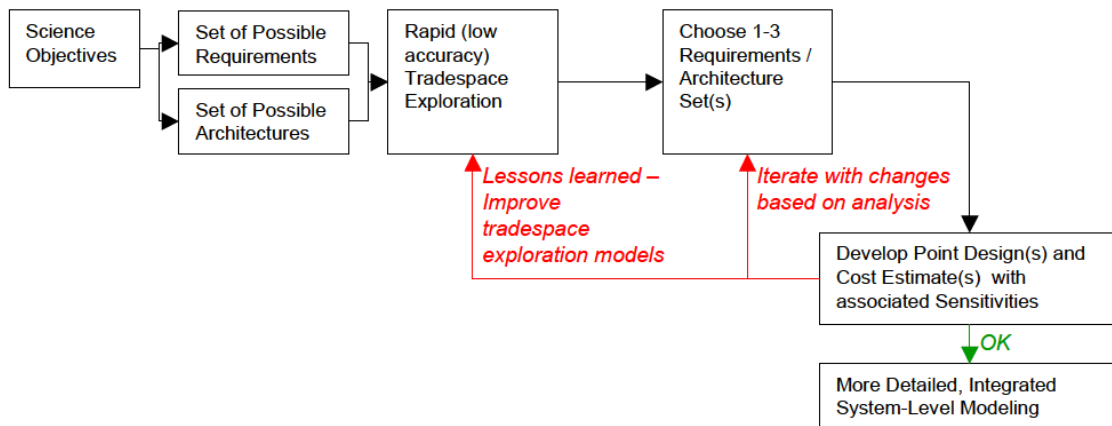 Science
Objectives
Set of Possible
Requirements
Set of Possible
Architectures
Rapid (low
accuracy)
Tradespace
Exploration
Choose 1-3
Requirements /
Architecture
Set(s)
Lessons learned –
Improve
tradespace
exploration models
Iterate with changes
based on analysis
Develop Point Design(s) and
Cost Estimate(s) with
associated Sensitivities
OK
More Detailed, Integrated
System-Level Modeling